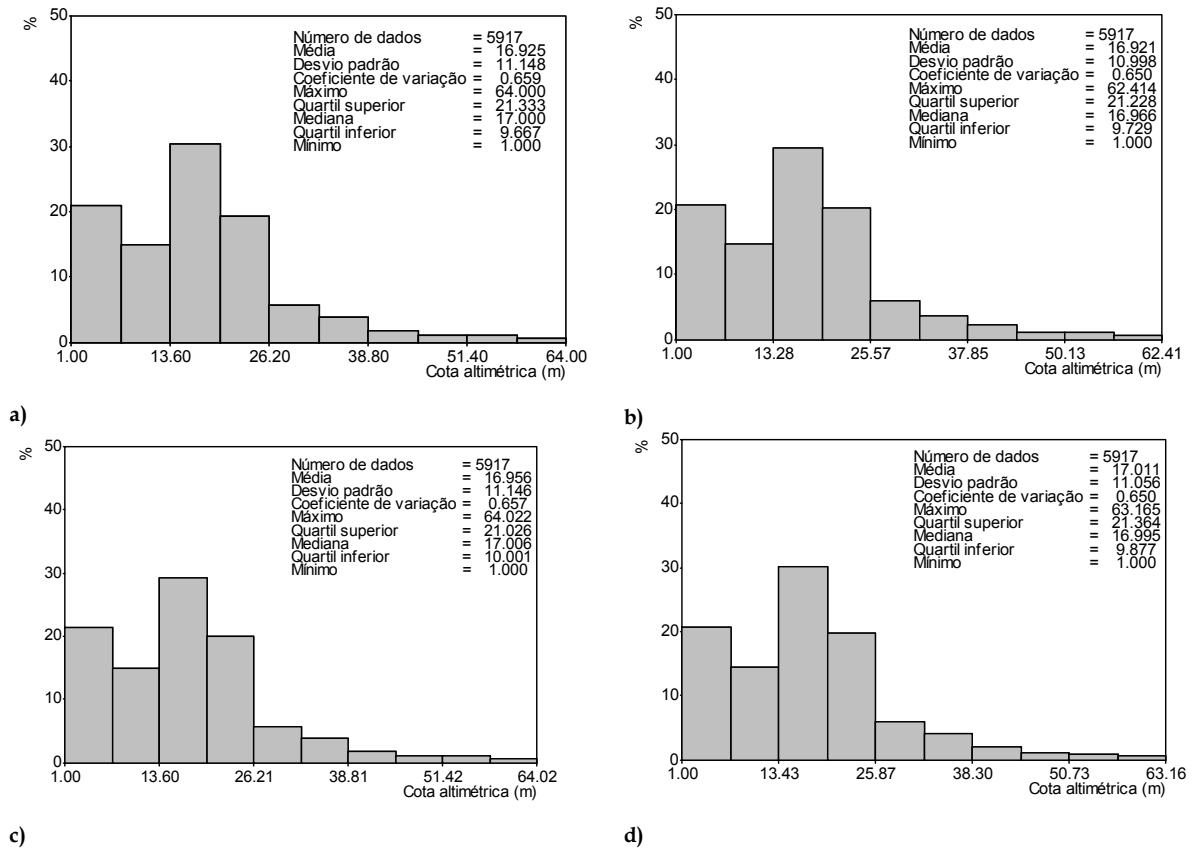 %
50
40
30
20
10
0
Número de dados = 5917
Média = 16.925
Desvio padrão = 11.148
Coeficiente de variação = 0.659
Máximo = 64.000
Quartil superior = 21.333
Mediana = 17.000
Quartil inferior = 9.667
Mínimo = 1.000
1.00 13.60 26.20 38.80 51.40 64.00
Cota altimétrica (m)
a)
%
50
40
30
20
10
0
Número de dados = 5917
Média = 16.921
Desvio padrão = 10.998
Coeficiente de variação = 0.650
Máximo = 62.414
Quartil superior = 21.228
Mediana = 16.966
Quartil inferior = 9.729
Mínimo = 1.000
1.00 13.28 25.57 37.85 50.13 62.41
Cota altimétrica (m)
b)
%
50
40
30
20
10
0
Número de dados = 5917
Média = 16.956
Desvio padrão = 11.146
Coeficiente de variação = 0.657
Máximo = 64.022
Quartil superior = 21.026
Mediana = 17.006
Quartil inferior = 10.001
Mínimo = 1.000
1.00 13.60 26.21 38.81 51.42 64.02
Cota altimétrica (m)
c)
%
50
40
30
20
10
0
Número de dados = 5917
Média = 17.011
Desvio padrão = 11.056
Coeficiente de variação = 0.650
Máximo = 63.165
Quartil superior = 21.364
Mediana = 16.995
Quartil inferior = 9.877
Mínimo = 1.000
1.00 13.43 25.87 38.30 50.73 63.16
Cota altimétrica (m)
d)